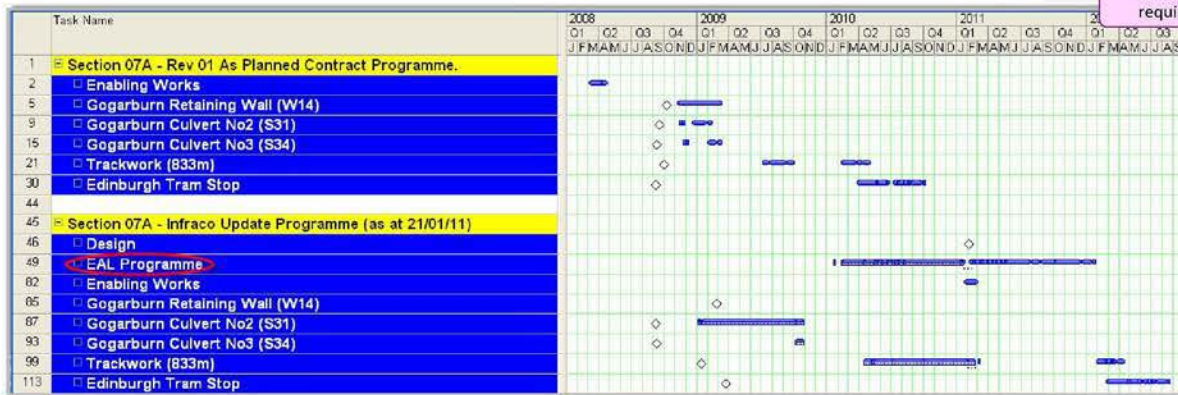 requi
Task Name
2008 2009 2010 2011
Q1 Q2 Q3 Q4 Q1 Q2 Q3 Q4 Q1 Q2 Q3 Q4 Q1 Q2 Q3 Q4 Q1 Q2 Q3
J F M A M J J A S O N D J F M A M J J A S O N D J F M A M J J A S O N D J F M A M J J A S O N D J F M A M J J A S
1 Section 07A - Rev 01 As Planned Contract Programme.
2 Enabling Works
5 Gogarburn Retaining Wall (W14)
9 Gogarburn Culvert No2 (S31)
15 Gogarburn Culvert No3 (S34)
21 Trackwork (833m)
30 Edinburgh Tram Stop
44
45 Section 07A - Infraco Update Programme (as at 21/01/11)
46 Design
49 EAL Programme
82 Enabling Works
85 Gogarburn Retaining Wall (W14)
87 Gogarburn Culvert No2 (S31)
93 Gogarburn Culvert No3 (S34)
99 Trackwork (833m)
113 Edinburgh Tram Stop